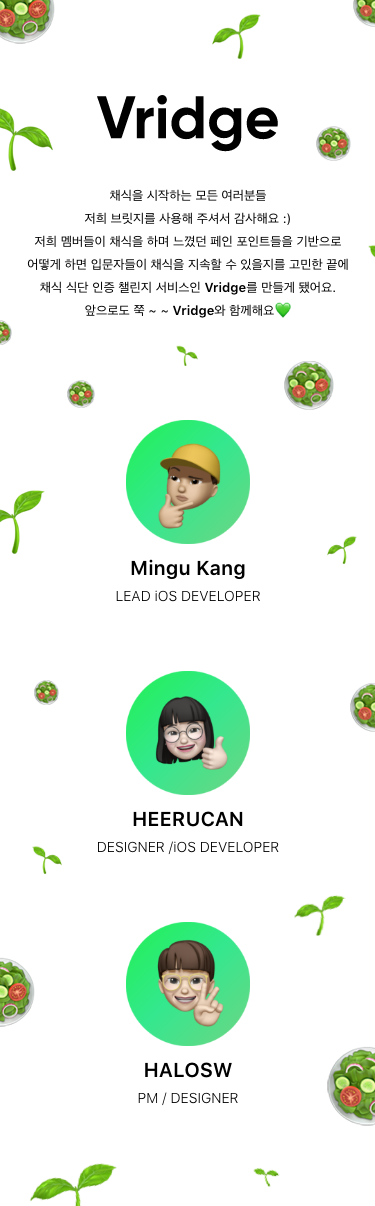 Vridge
채식을 시작하는 모든 여러분들
저희 브릿지를 사용해 주셔서 감사해요 :)
저희 멤버들이 채식을 하며 느꼈던 페인 포인트들을 기반으로
어떻게 하면 입문자들이 채식을 지속할 수 있을지를 고민한 끝에
채식 식단 인증 챌린지 서비스인 Vridge를 만들게 됐어요.
앞으로도 쭉 ~ ~ Vridge와 함께해요💚
Mingu Kang
LEAD iOS DEVELOPER
HEERUCAN
DESIGNER /iOS DEVELOPER
HALOSW
PM / DESIGNER